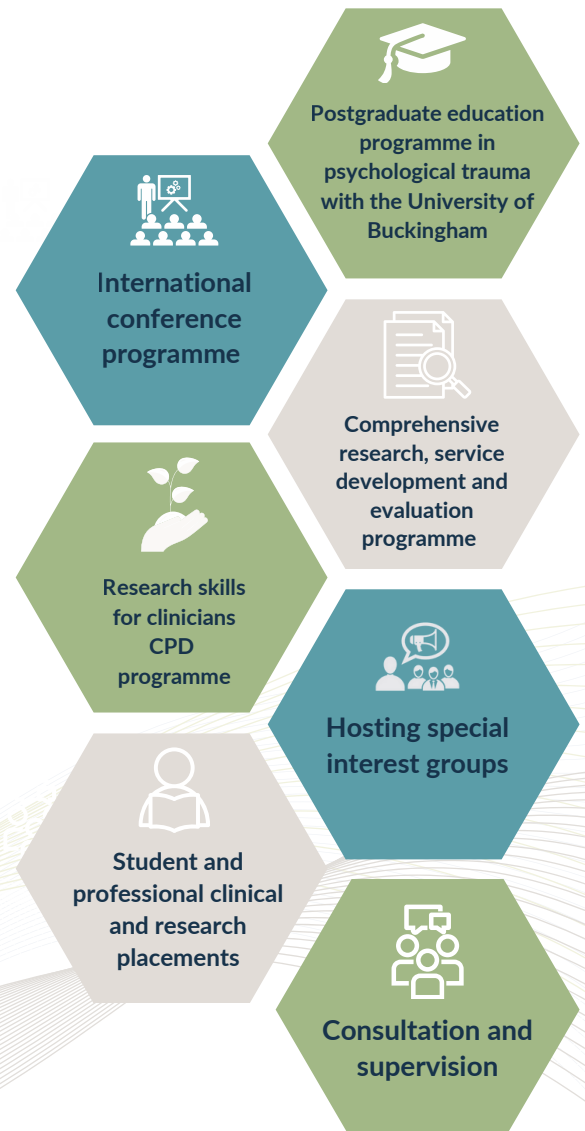 Postgraduate education
programme in
psychological trauma
with the University of
Buckingham
International
conference
programme
Comprehensive
research, service
development and
evaluation
programme
Research skills
for clinicians
CPD
programme
Hosting special
interest groups
Student and
professional clinical
and research
placements
Consultation and
supervision